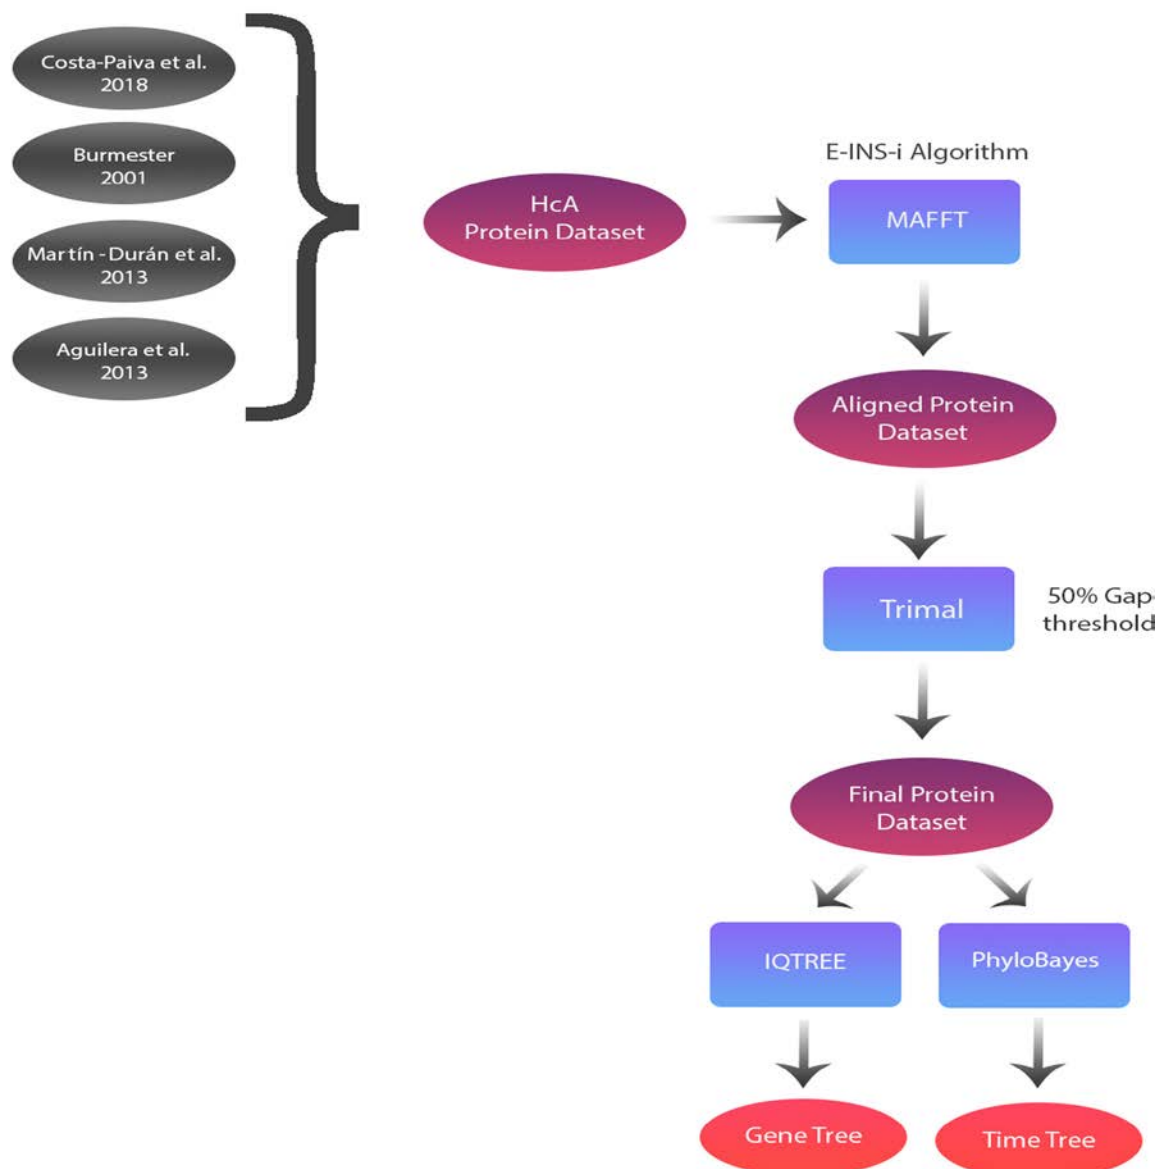 Costa-Paiva et al.
2018
Burmester
2001
Martín-Durán et al.
2013
Aguilera et al.
2013
HcA
Protein Dataset
E-INS-i Algorithm
MAFFT
Aligned Protein
Dataset
Trimal
50% Gap-
threshold
Final Protein
Dataset
IQTREE
PhyloBayes
Gene Tree
Time Tree